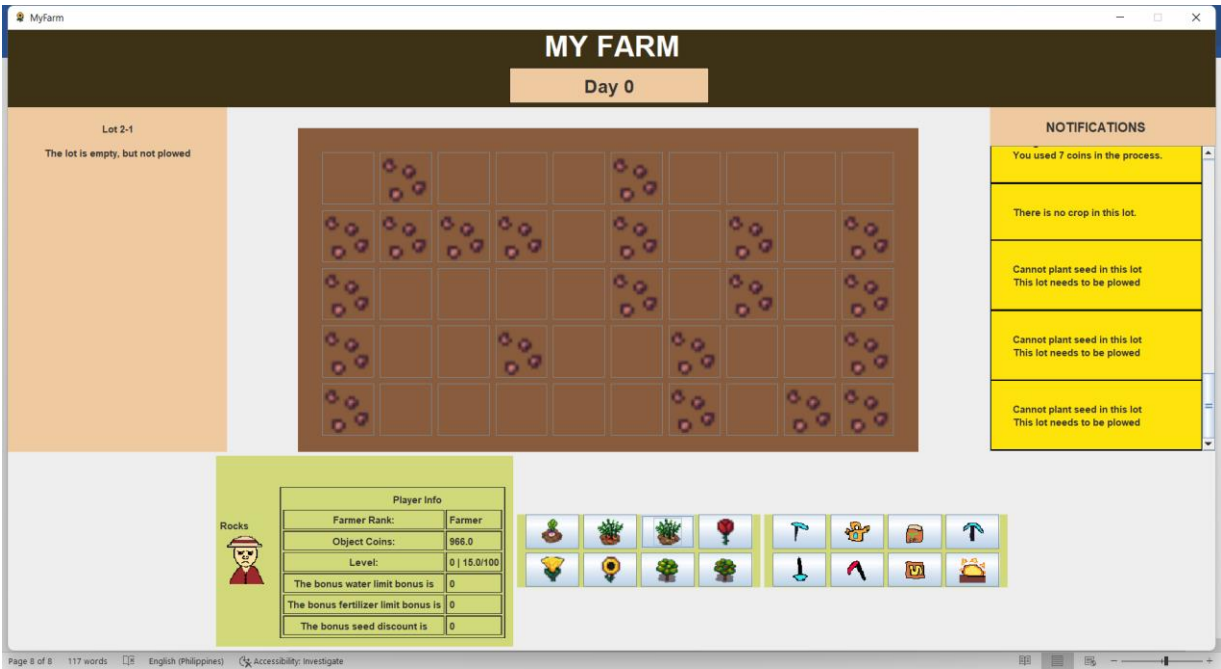 MyFarm
MY FARM
Day 0
Lot 2-1
The lot is empty, but not plowed
NOTIFICATIONS
You used 7 coins in the process.
There is no crop in this lot.
Cannot plant seed in this lot
This lot needs to be plowed
Cannot plant seed in this lot
This lot needs to be plowed
Cannot plant seed in this lot
This lot needs to be plowed
Rocks
Player Info
Farmer Rank: Farmer
Object Coins: 966.0
Level: 0 | 15.0/100
The bonus water limit bonus is 0
The bonus fertilizer limit bonus is 0
The bonus seed discount is 0
Page 8 of 8 117 words English (Philippines) Accessibility: Investigate